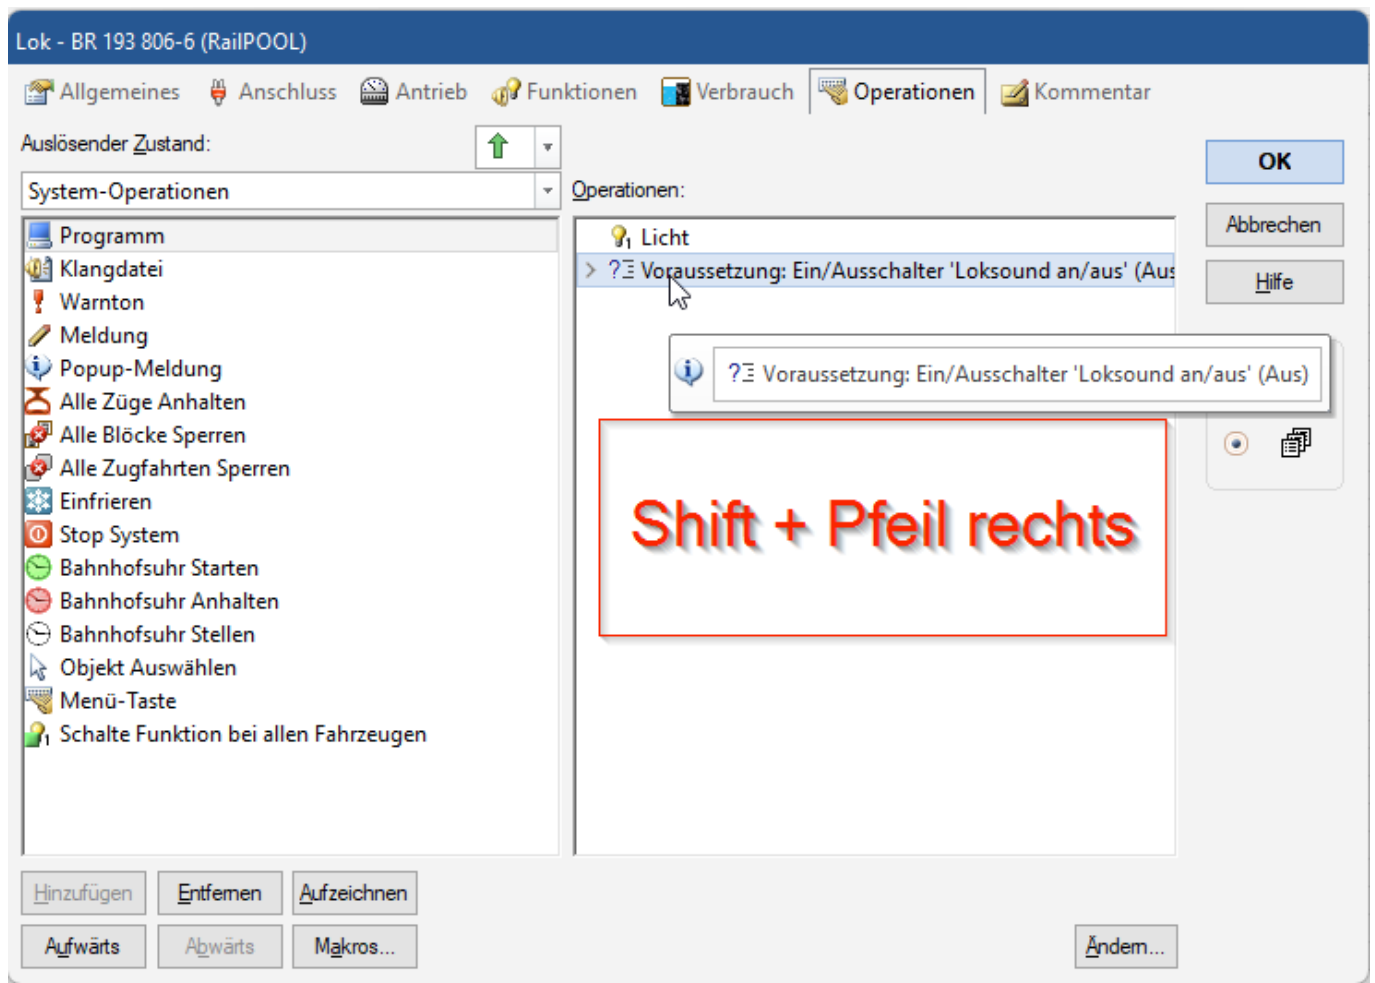 Lok - BR 193 806-6 (RailPOOL)
Allgemeines Anschluss Antrieb Funktionen Verbrauch Operationen Kommentar
Auslösender Zustand:
System-Operationen
Operationen:
Programm
Klangdatei
Warnton
Meldung
Popup-Meldung
Alle Züge Anhalten
Alle Blöcke Sperren
Alle Zugfahrten Sperren
Einfrieren
Stop System
Bahnhofsuhr Starten
Bahnhofsuhr Anhalten
Bahnhofsuhr Stellen
Objekt Auswählen
Menü-Taste
Schalte Funktion bei allen Fahrzeugen
Licht
Voraussetzung: Ein/Ausschalter 'Loksound an/aus' (Aus
Voraussetzung: Ein/Ausschalter 'Loksound an/aus' (Aus)
Shift + Pfeil rechts
OK
Abbrechen
Hilfe
Hinzufügen Entfernen Aufzeichnen
Aufwärts Abwärts Makros...
Ändern...